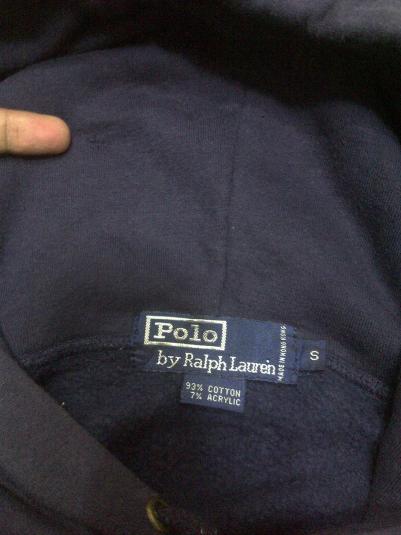 Polo
by Ralph Lauren
MADE IN HONG KONG
S
93% COTTON
7% ACRYLIC